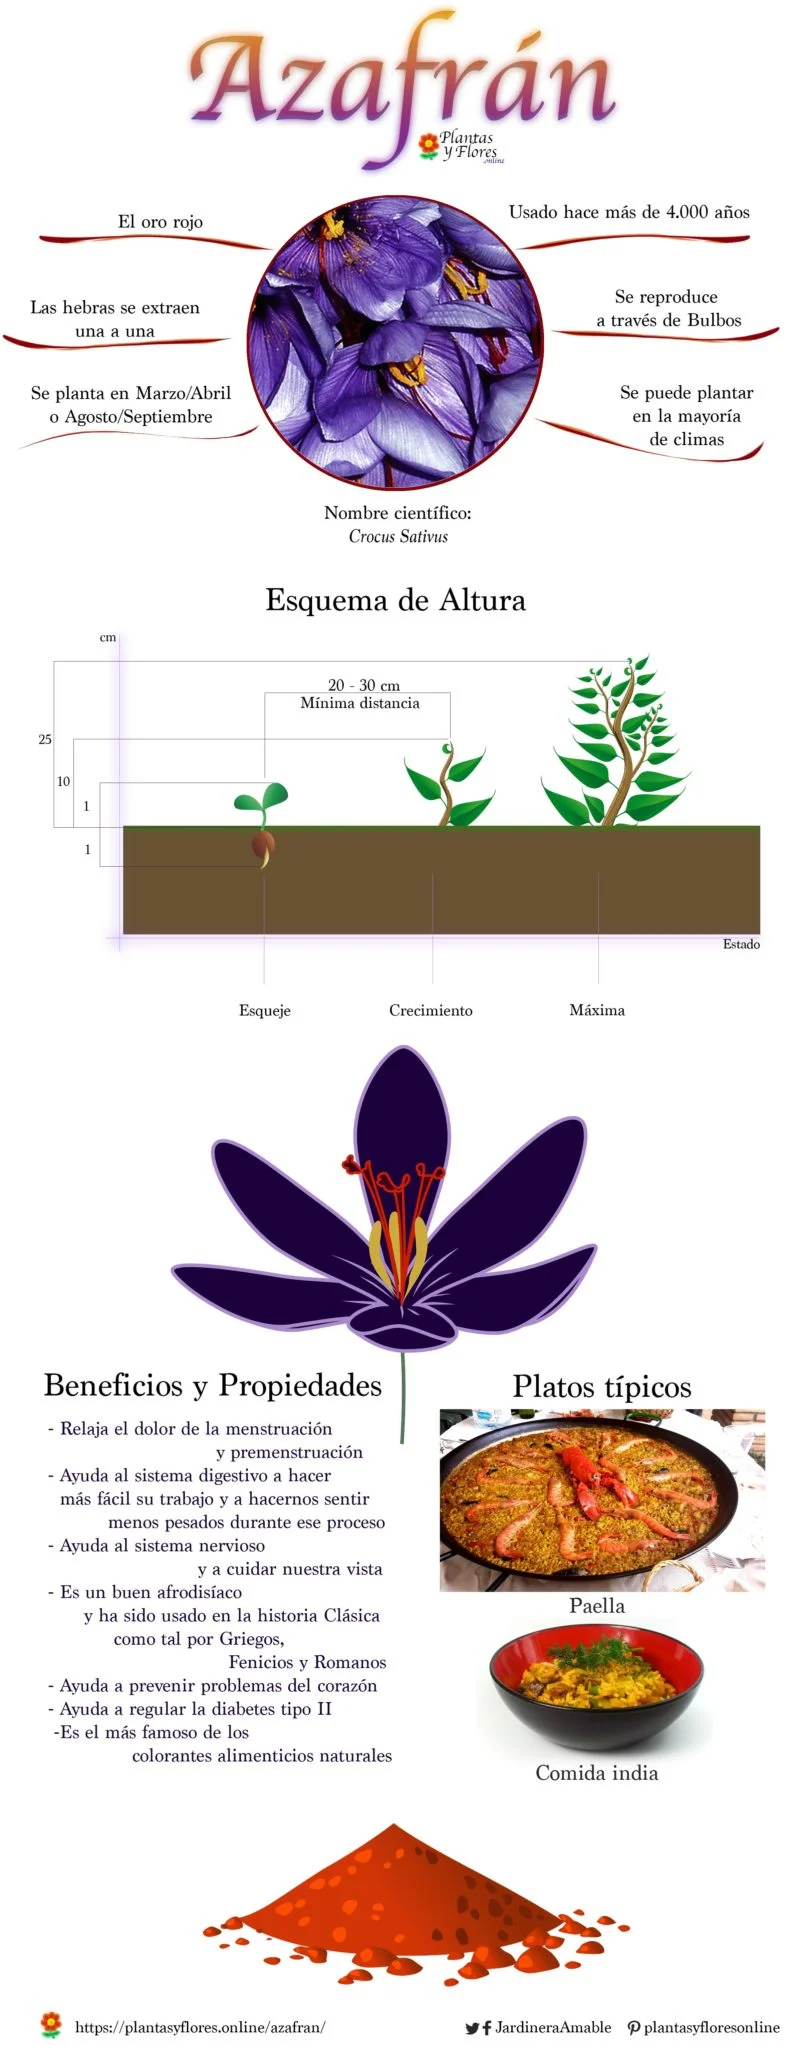 Azafrán
Plantas
y Flores
.online
El oro rojo
Usado hace más de 4.000 años
Las hebras se extraen
una a una
Se reproduce
a través de Bulbos
Se planta en Marzo/Abril
o Agosto/Septiembre
Se puede plantar
en la mayoría
de climas
Nombre científico:
Crocus Sativus
Esquema de Altura
cm
20 - 30 cm
Mínima distancia
25
10
1
1
Estado
Esqueje
Crecimiento
Máxima
Beneficios y Propiedades
- Relaja el dolor de la menstruación
y premenstruación
- Ayuda al sistema digestivo a hacer
más fácil su trabajo y a hacernos sentir
menos pesados durante ese proceso
- Ayuda al sistema nervioso
y a cuidar nuestra vista
- Es un buen afrodisíaco
y ha sido usado en la historia Clásica
como tal por Griegos,
Fenicios y Romanos
- Ayuda a prevenir problemas del corazón
- Ayuda a regular la diabetes tipo II
-Es el más famoso de los
colorantes alimenticios naturales
Platos típicos
Paella
Comida india
https://plantasyflores.online/azafran/
JardineraAmable
plantasyfloresonline